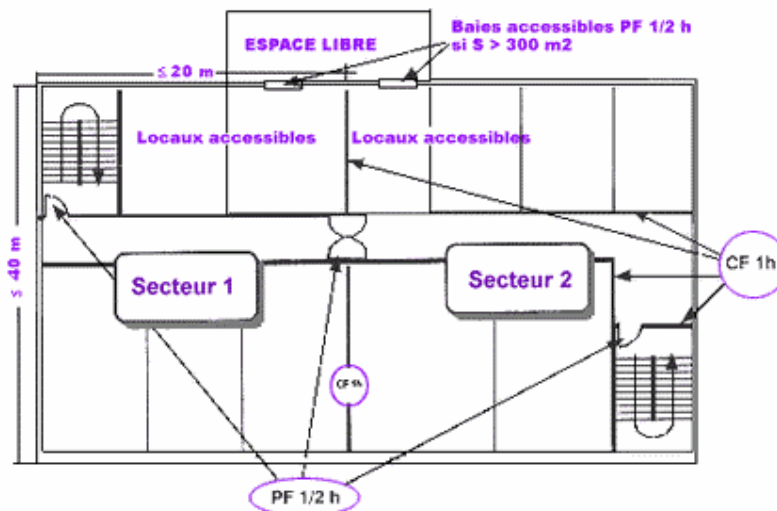 Baies accessibles PF 1/2 h
si S > 300 m2
ESPACE LIBRE
≤ 20 m
Locaux accessibles
Locaux accessibles
≤ 40 m
CF 1h
Secteur 1
Secteur 2
CF 1h
PF 1/2 h